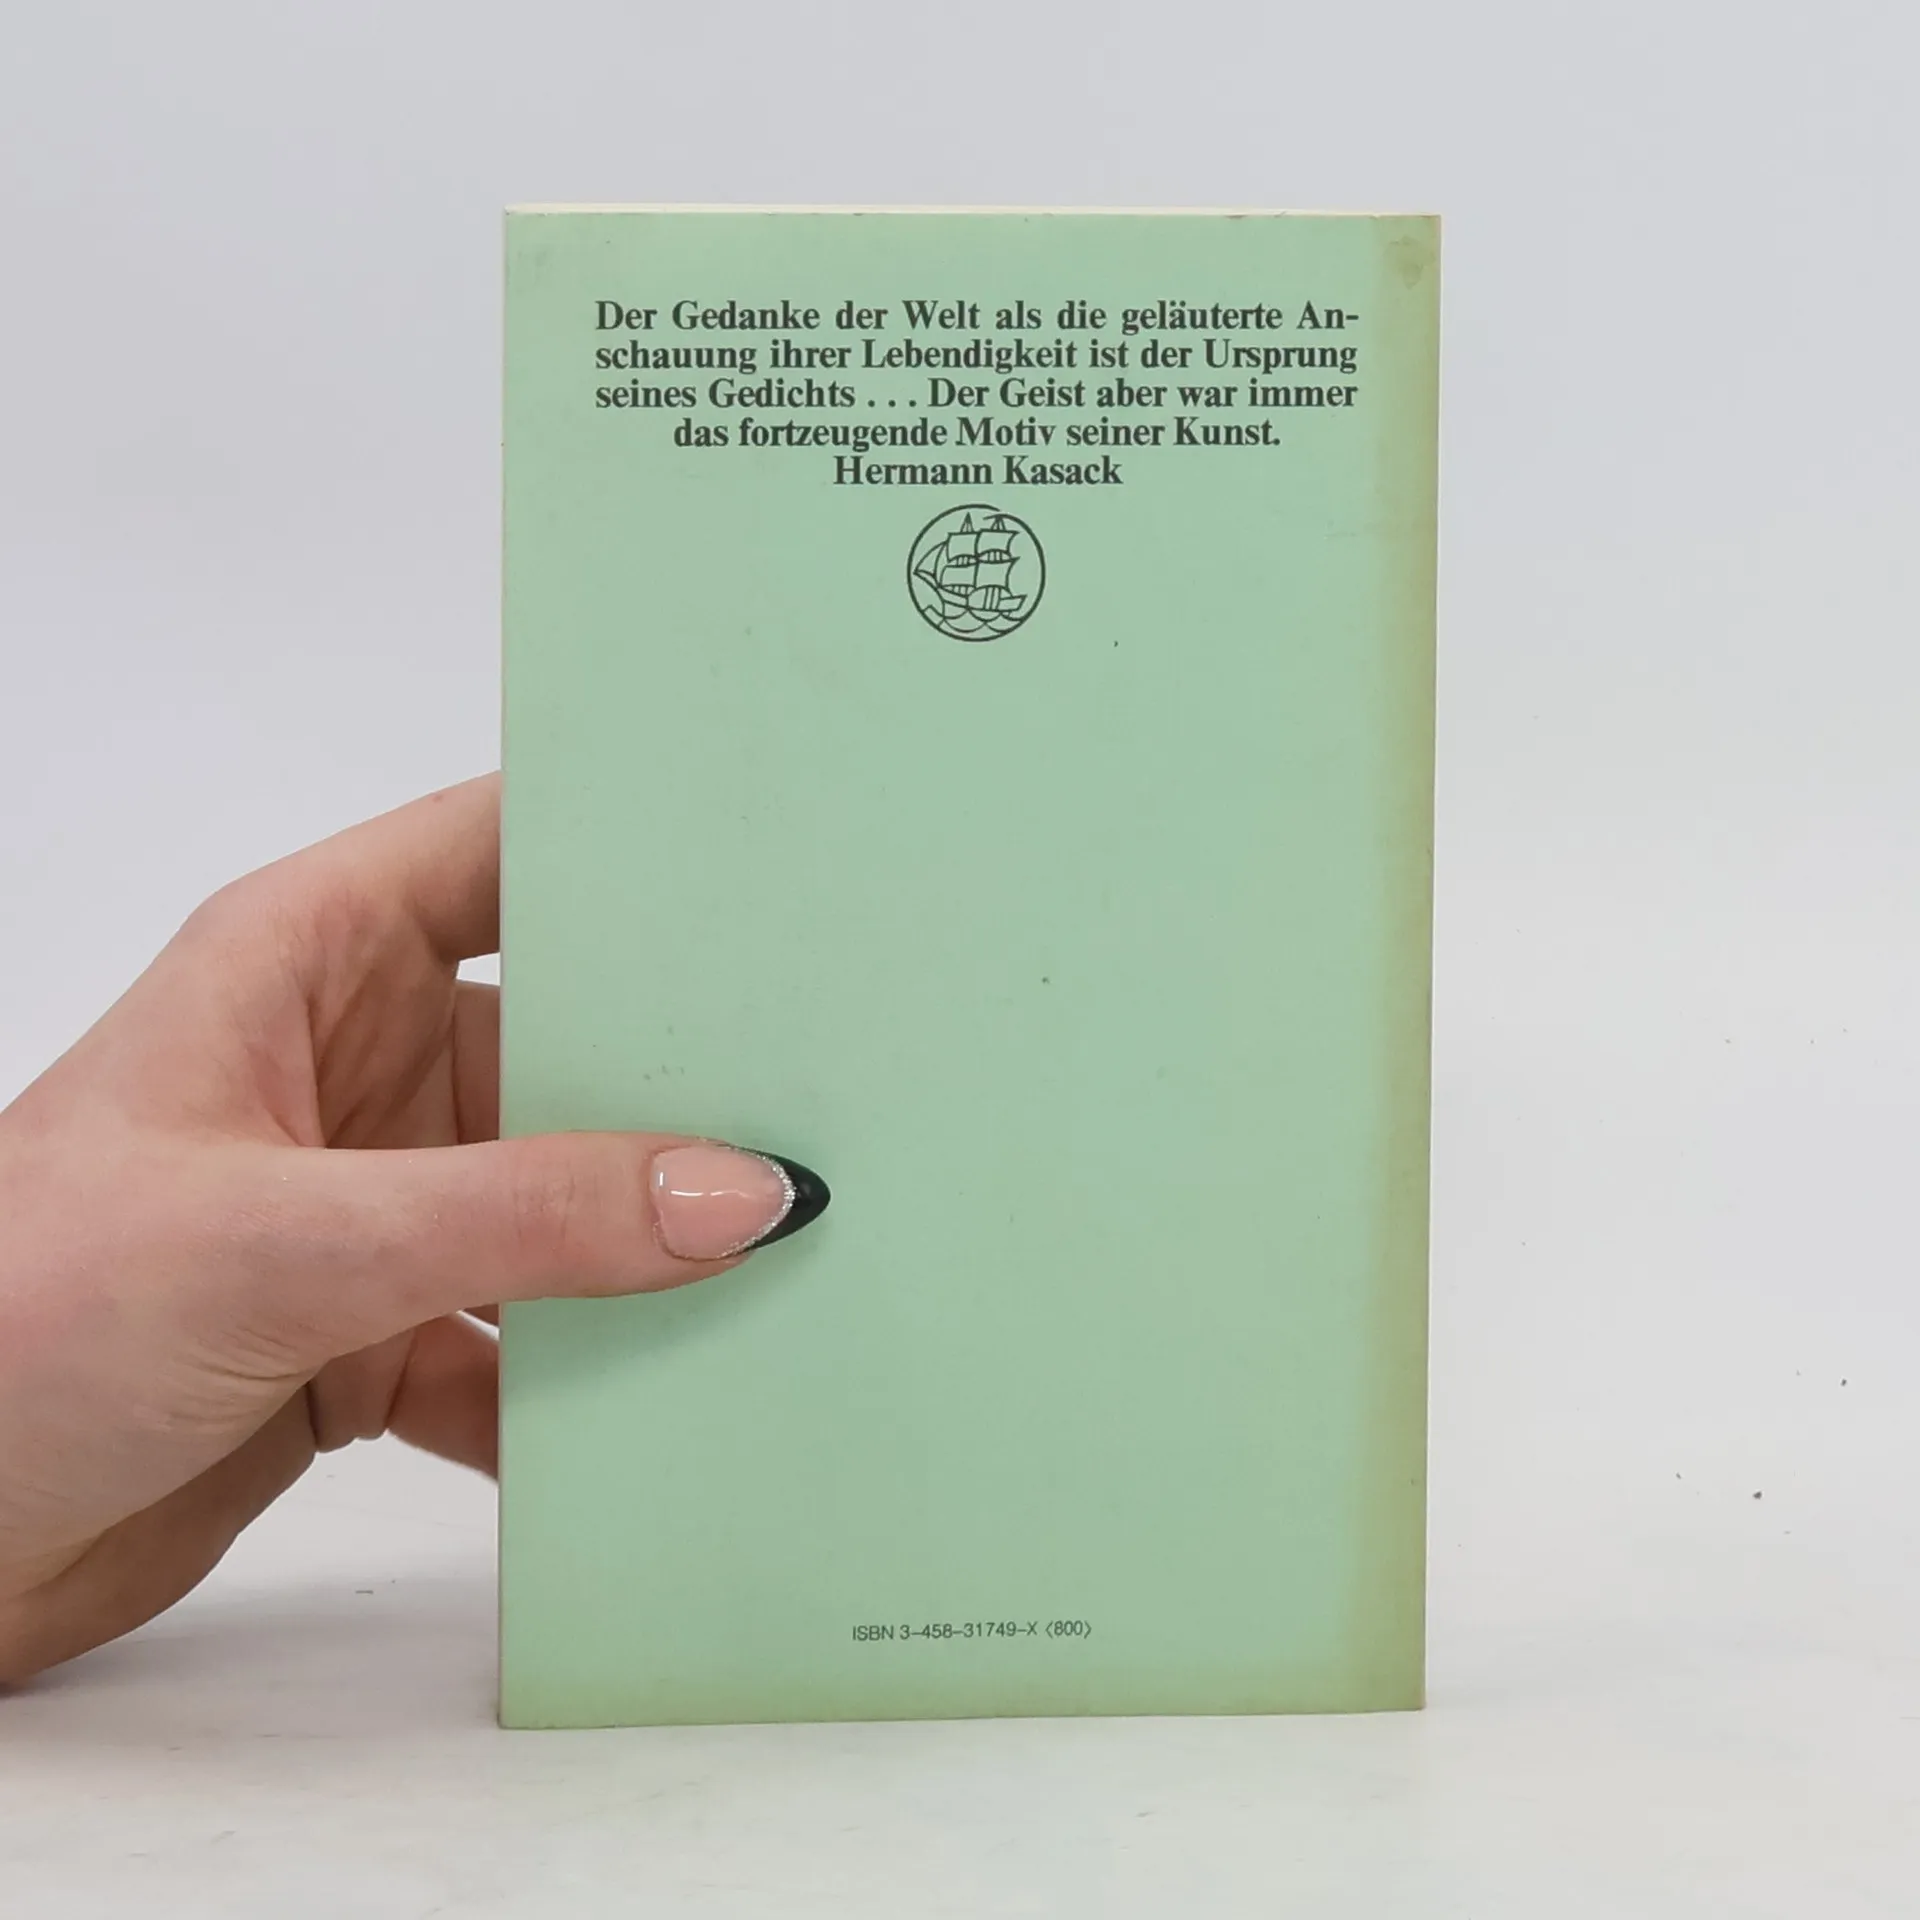 Der Gedanke der Welt als die geläuterte An-
schauung ihrer Lebendigkeit ist der Ursprung
seines Gedichts . . . Der Geist aber war immer
das fortzeugende Motiv seiner Kunst.
Hermann Kasack
ISBN 3–458–31749–X ⟨800⟩